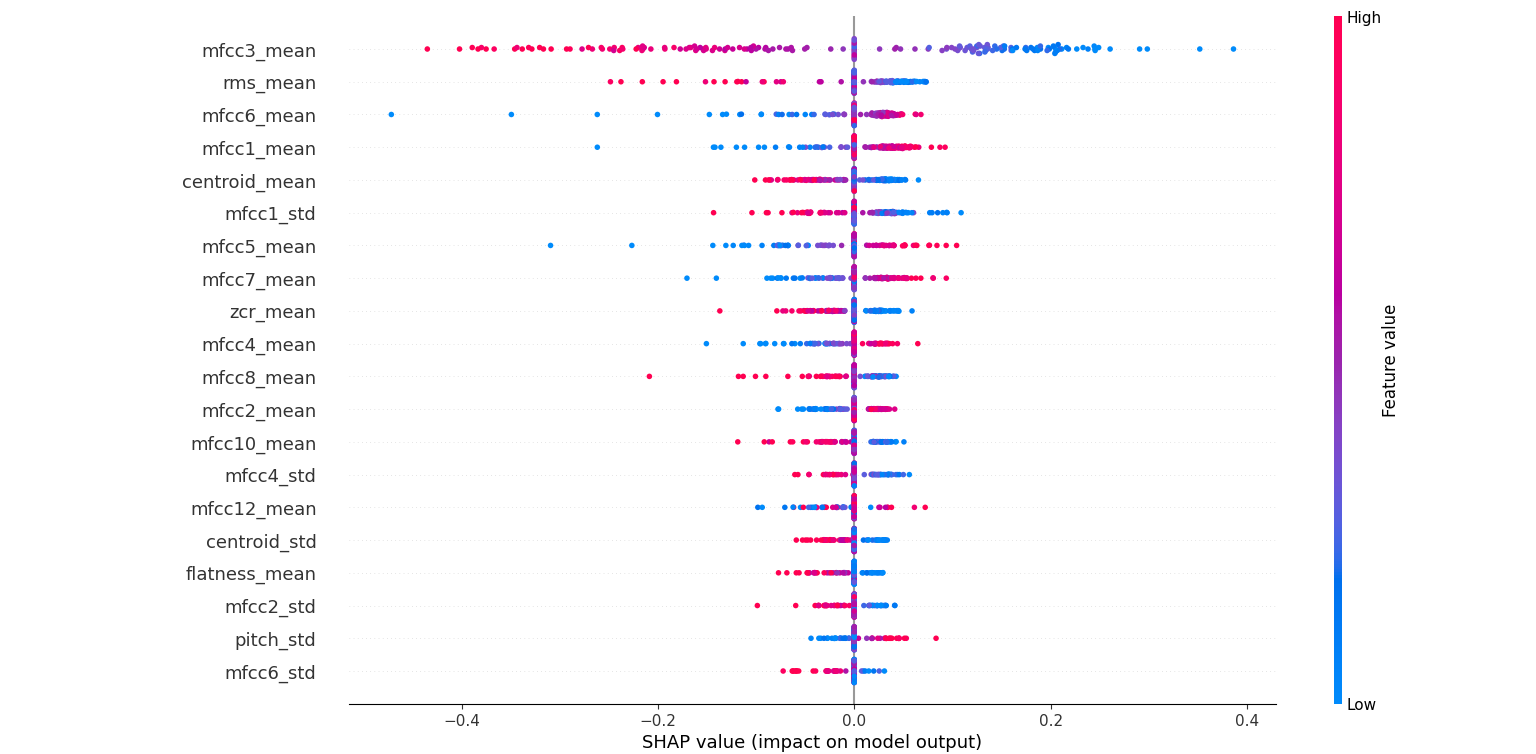 High
mfcc3_mean
rms_mean
mfcc6_mean
mfcc1_mean
centroid_mean
mfcc1_std
mfcc5_mean
mfcc7_mean
zcr_mean
mfcc4_mean
mfcc8_mean
mfcc2_mean
mfcc10_mean
mfcc4_std
mfcc12_mean
centroid_std
flatness_mean
mfcc2_std
pitch_std
mfcc6_std
Feature value
Low
−0.4 −0.2 0.0 0.2 0.4
SHAP value (impact on model output)